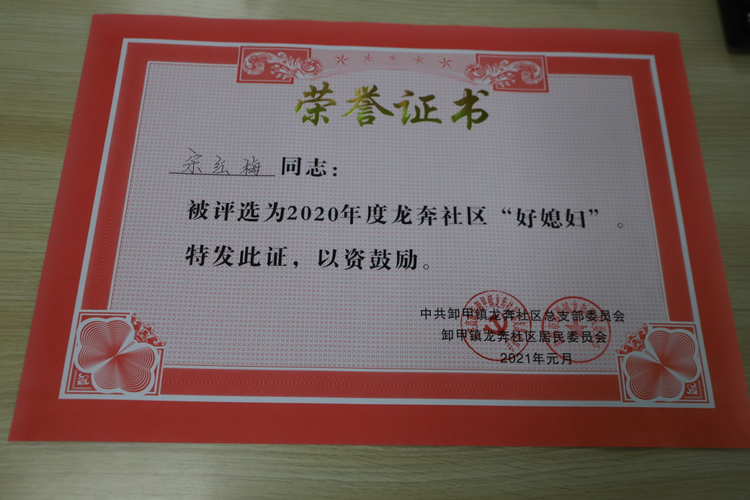 荣誉证书
宋红梅 同志：
被评选为2020年度龙奔社区“好媳妇”。
特发此证，以资鼓励。
中共卸甲镇龙奔社区总支部委员会
卸甲镇龙奔社区居民委员会
2021年元月